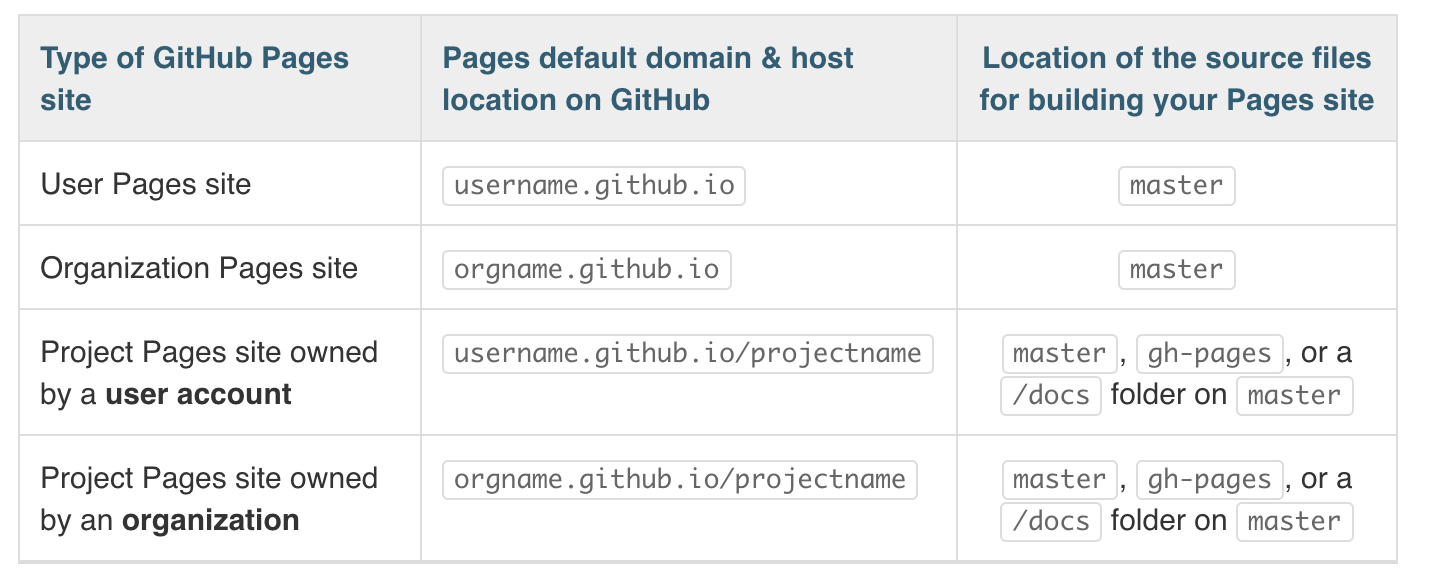 Type of GitHub Pages
site
Pages default domain & host
location on GitHub
Location of the source files
for building your Pages site
User Pages site
username.github.io
master
Organization Pages site
orgname.github.io
master
Project Pages site owned
by a user account
username.github.io/projectname
master, gh-pages, or a
/docs folder on master
Project Pages site owned
by an organization
orgname.github.io/projectname
master, gh-pages, or a
/docs folder on master